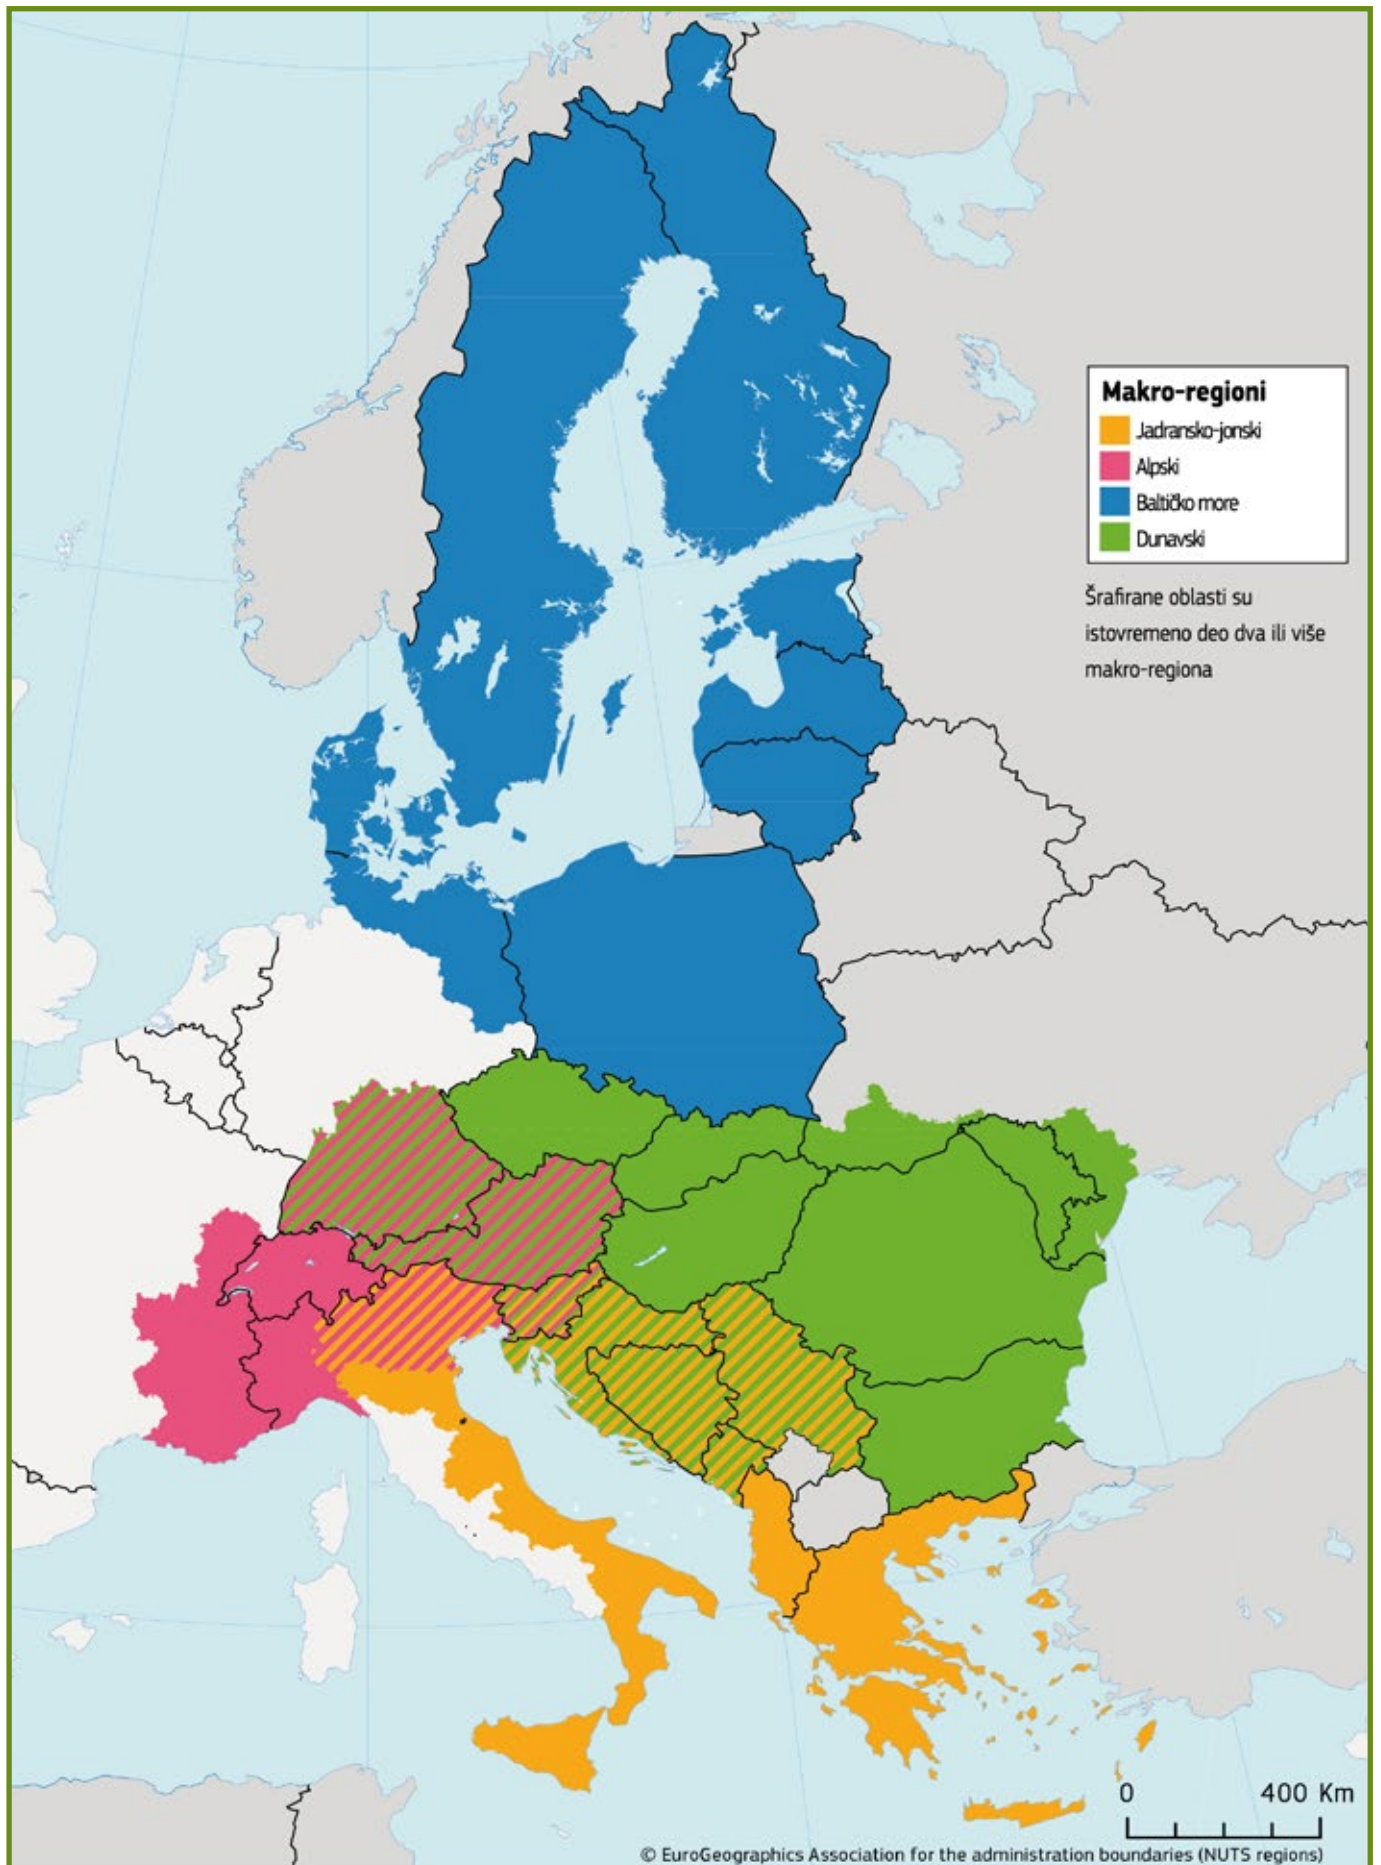 Makro-regioni
Jadransko-jonski
Alpski
Baltičko more
Dunavski
Šrafirane oblasti su
istovremeno deo dva ili više
makro-regiona
0 400 Km
© EuroGeographics Association for the administration boundaries (NUTS regions)